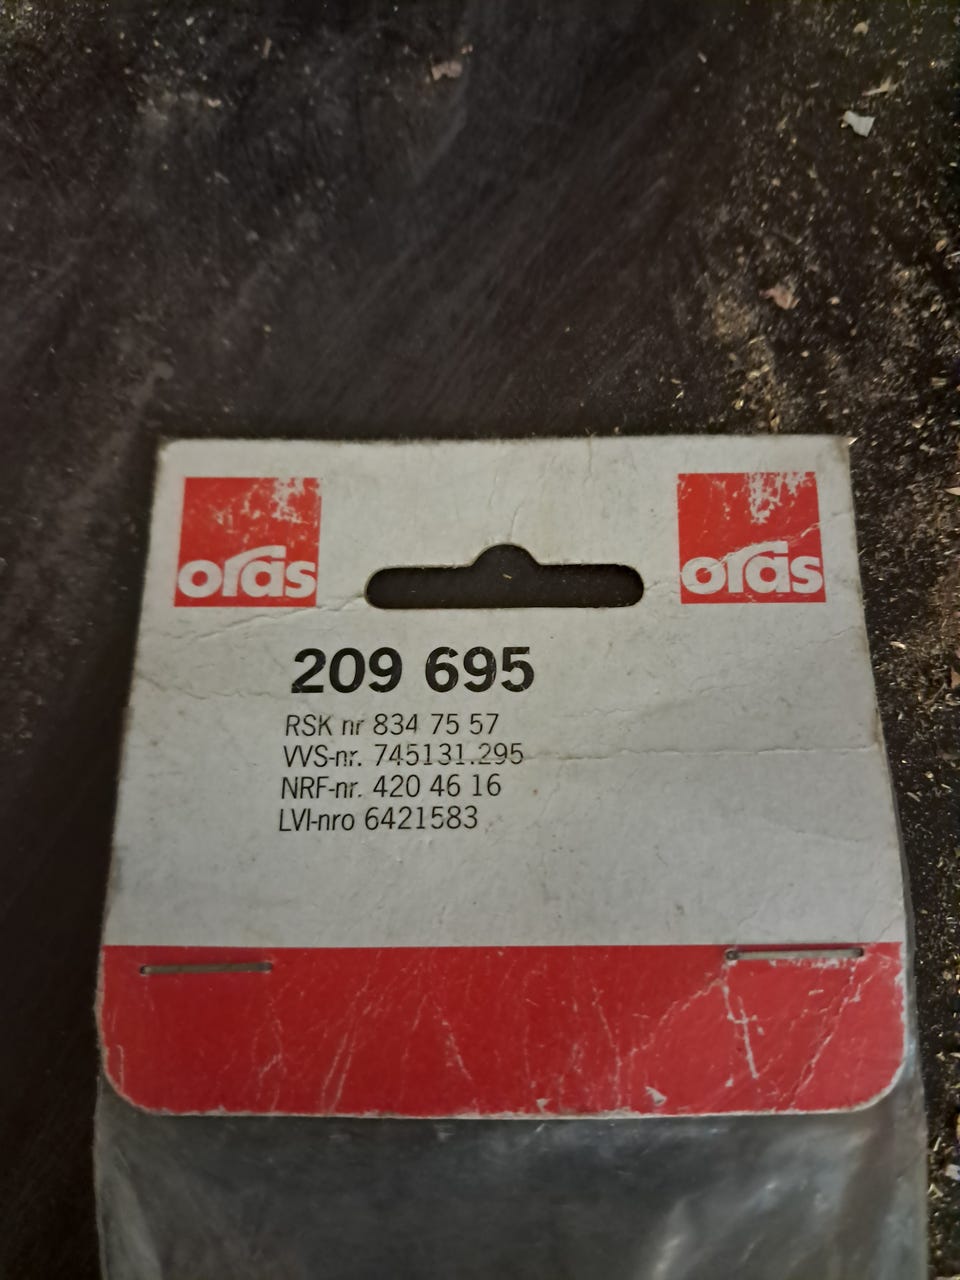 oras
oras
209 695
RSK nr 834 75 57
VVS-nr. 745131.295
NRF-nr. 420 46 16
LVI-nro 6421583